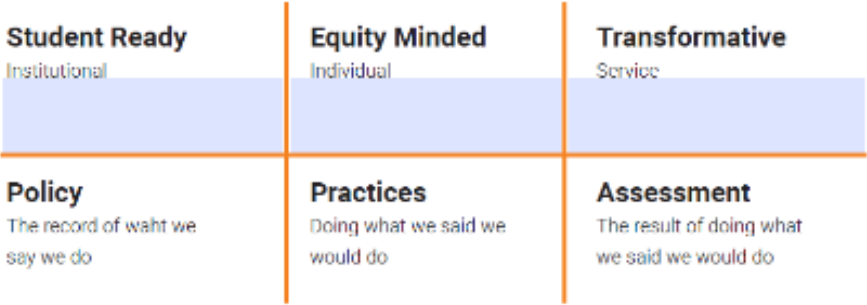 Student Ready
Institutional
Equity Minded
Individual
Transformative
Service
Policy
The record of waht we
say we do
Practices
Doing what we said we
would do
Assessment
The result of doing what
we said we would do